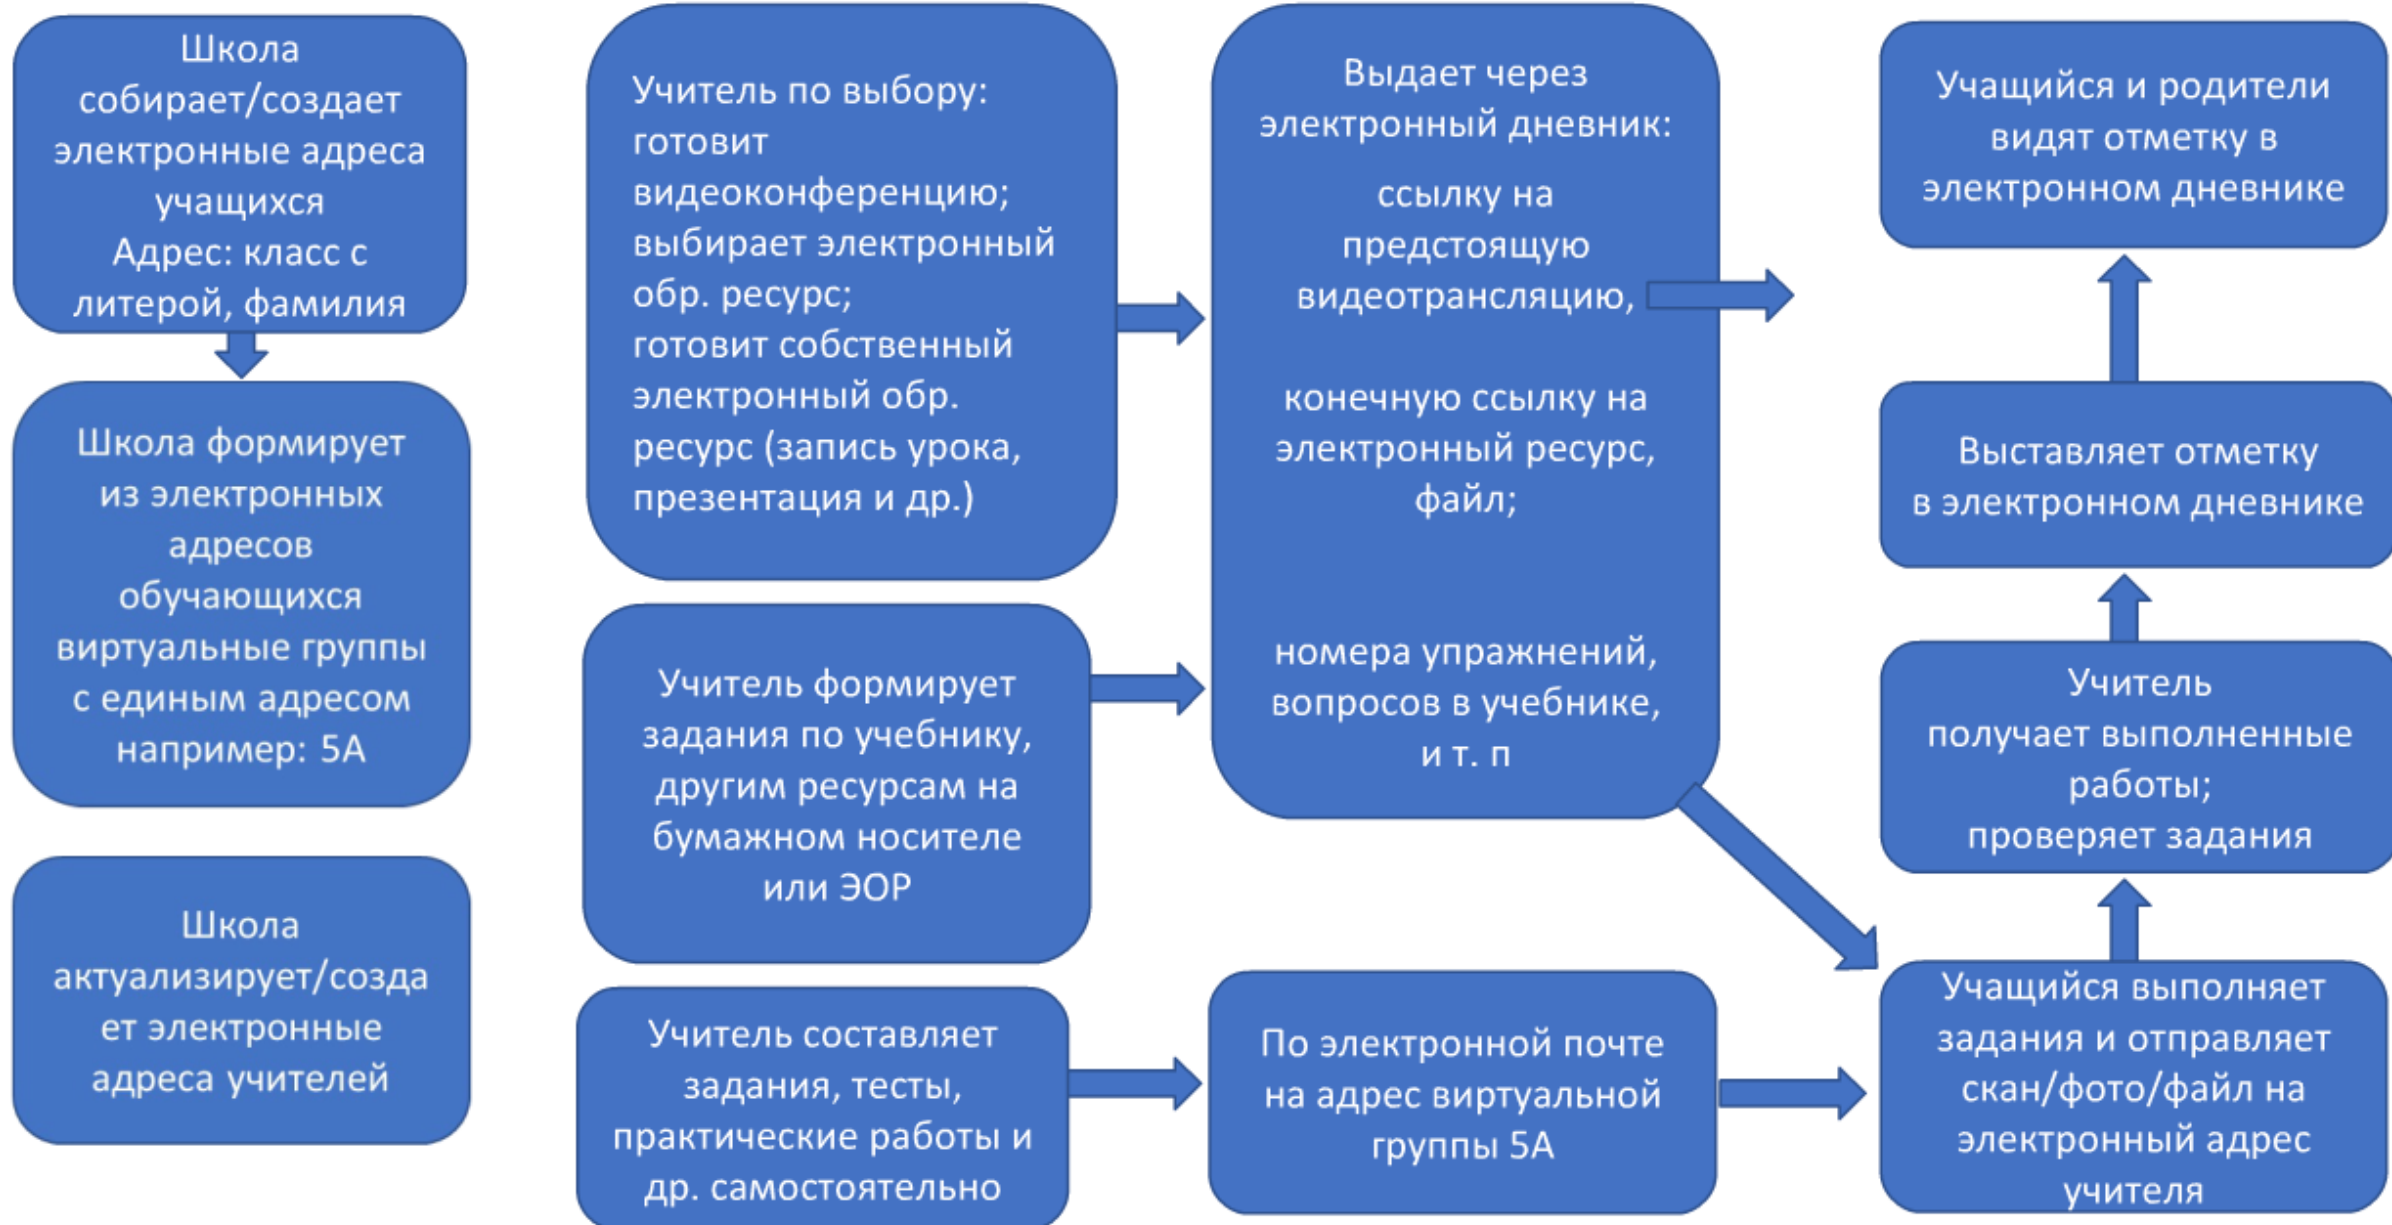 Школа
собирает/создает
электронные адреса
учащихся
Адрес: класс с
литерой, фамилия
Школа формирует
из электронных
адресов
обучающихся
виртуальные группы
с единым адресом
например: 5А
Школа
актуализирует/созда
ет электронные
адреса учителей
Учитель по выбору:
готовит
видеоконференцию;
выбирает электронный
обр. ресурс;
готовит собственный
электронный обр.
ресурс (запись урока,
презентация и др.)
Учитель формирует
задания по учебнику,
другим ресурсам на
бумажном носителе
или ЭОР
Учитель составляет
задания, тесты,
практические работы и
др. самостоятельно
Выдает через
электронный дневник:
ссылку на
предстоящую
видеотрансляцию,
конечную ссылку на
электронный ресурс,
файл;
номера упражнений,
вопросов в учебнике,
и т. п
По электронной почте
на адрес виртуальной
группы 5А
Учащийся и родители
видят отметку в
электронном дневнике
Выставляет отметку
в электронном дневнике
Учитель
получает выполненные
работы;
проверяет задания
Учащийся выполняет
задания и отправляет
скан/фото/файл на
электронный адрес
учителя